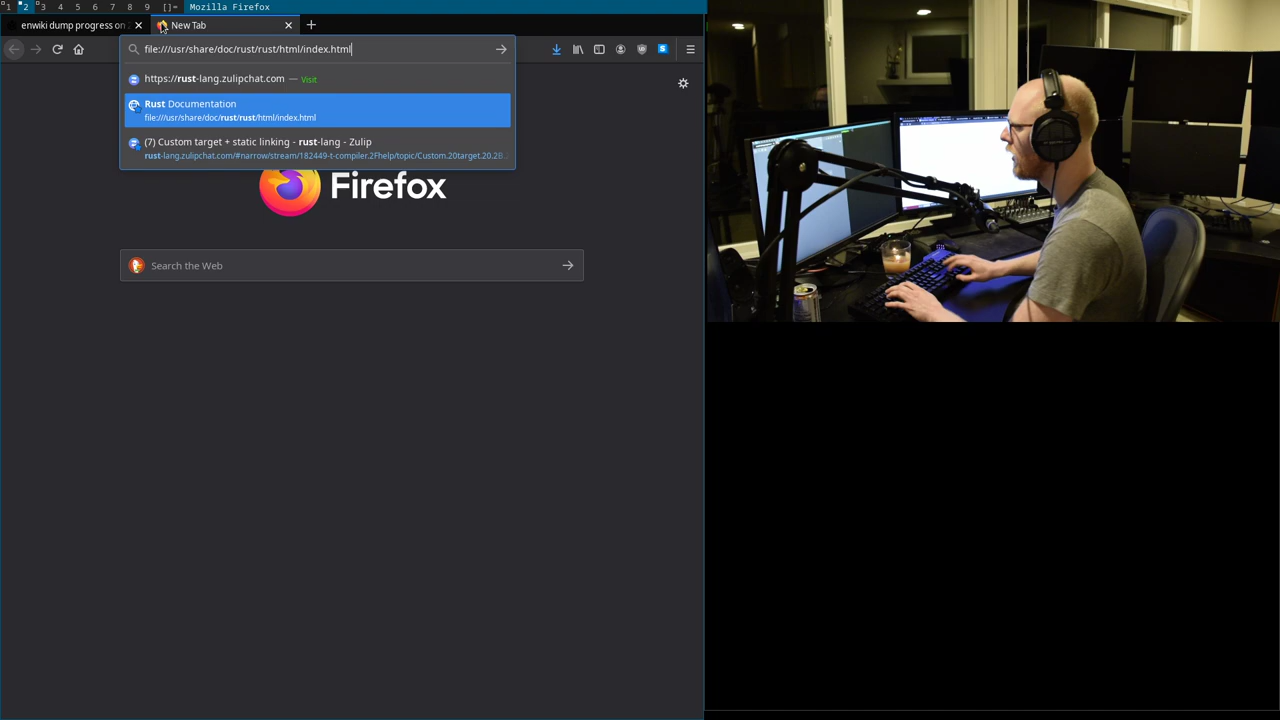 1 2 3 4 5 6 7 8 9 []= Mozilla Firefox
enwiki dump progress on 2
New Tab
file:///usr/share/doc/rust/rust/html/index.html
https://rust-lang.zulipchat.com — Visit
Rust Documentation
file:///usr/share/doc/rust/rust/html/index.html
(7) Custom target + static linking - rust-lang - Zulip
rust-lang.zulipchat.com/#narrow/stream/182449-t-compiler.2Fhelp/topic/Custom.20target.20.2B.2
Firefox
Search the Web